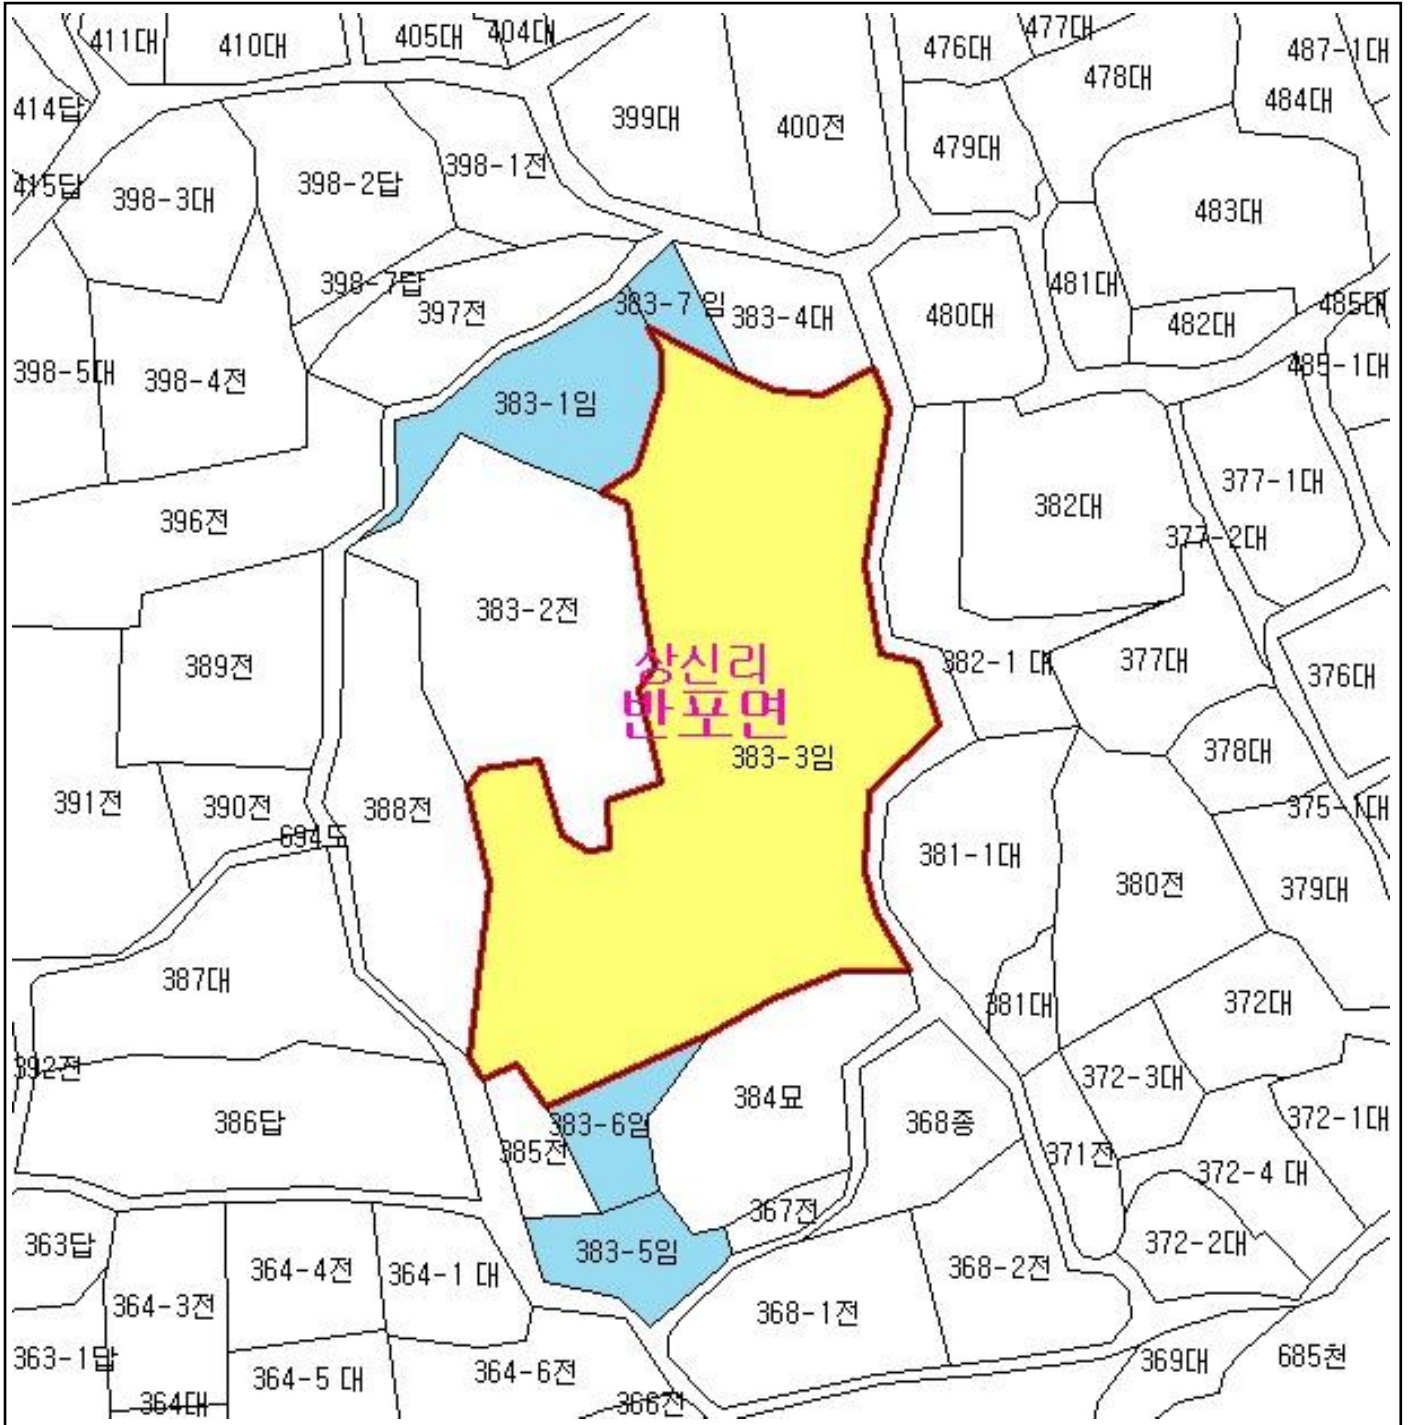 411대
410대
405대
404대
476대
477대
487-1대
478대
484대
414답
399대
400전
479대
398-1전
415답
398-3대
398-2답
483대
398-7답
397전
383-7 임
383-4대
480대
481대
482대
485대
398-5대
398-4전
383-1임
485-1대
396전
382대
377-1대
377-2대
383-2전
389전
상신리
382-1 대
377대
376대
반포면
383-3임
378대
391전
390전
388전
375-1대
694도
381-1대
380전
379대
387대
381대
372대
392전
384묘
372-3대
386답
383-6임
368종
372-1대
385전
371전
372-4 대
367전
363답
364-4전
364-1 대
383-5임
368-2전
372-2대
364-3전
368-1전
363-1답
364-5 대
364-6전
369대
685천
364대
366전